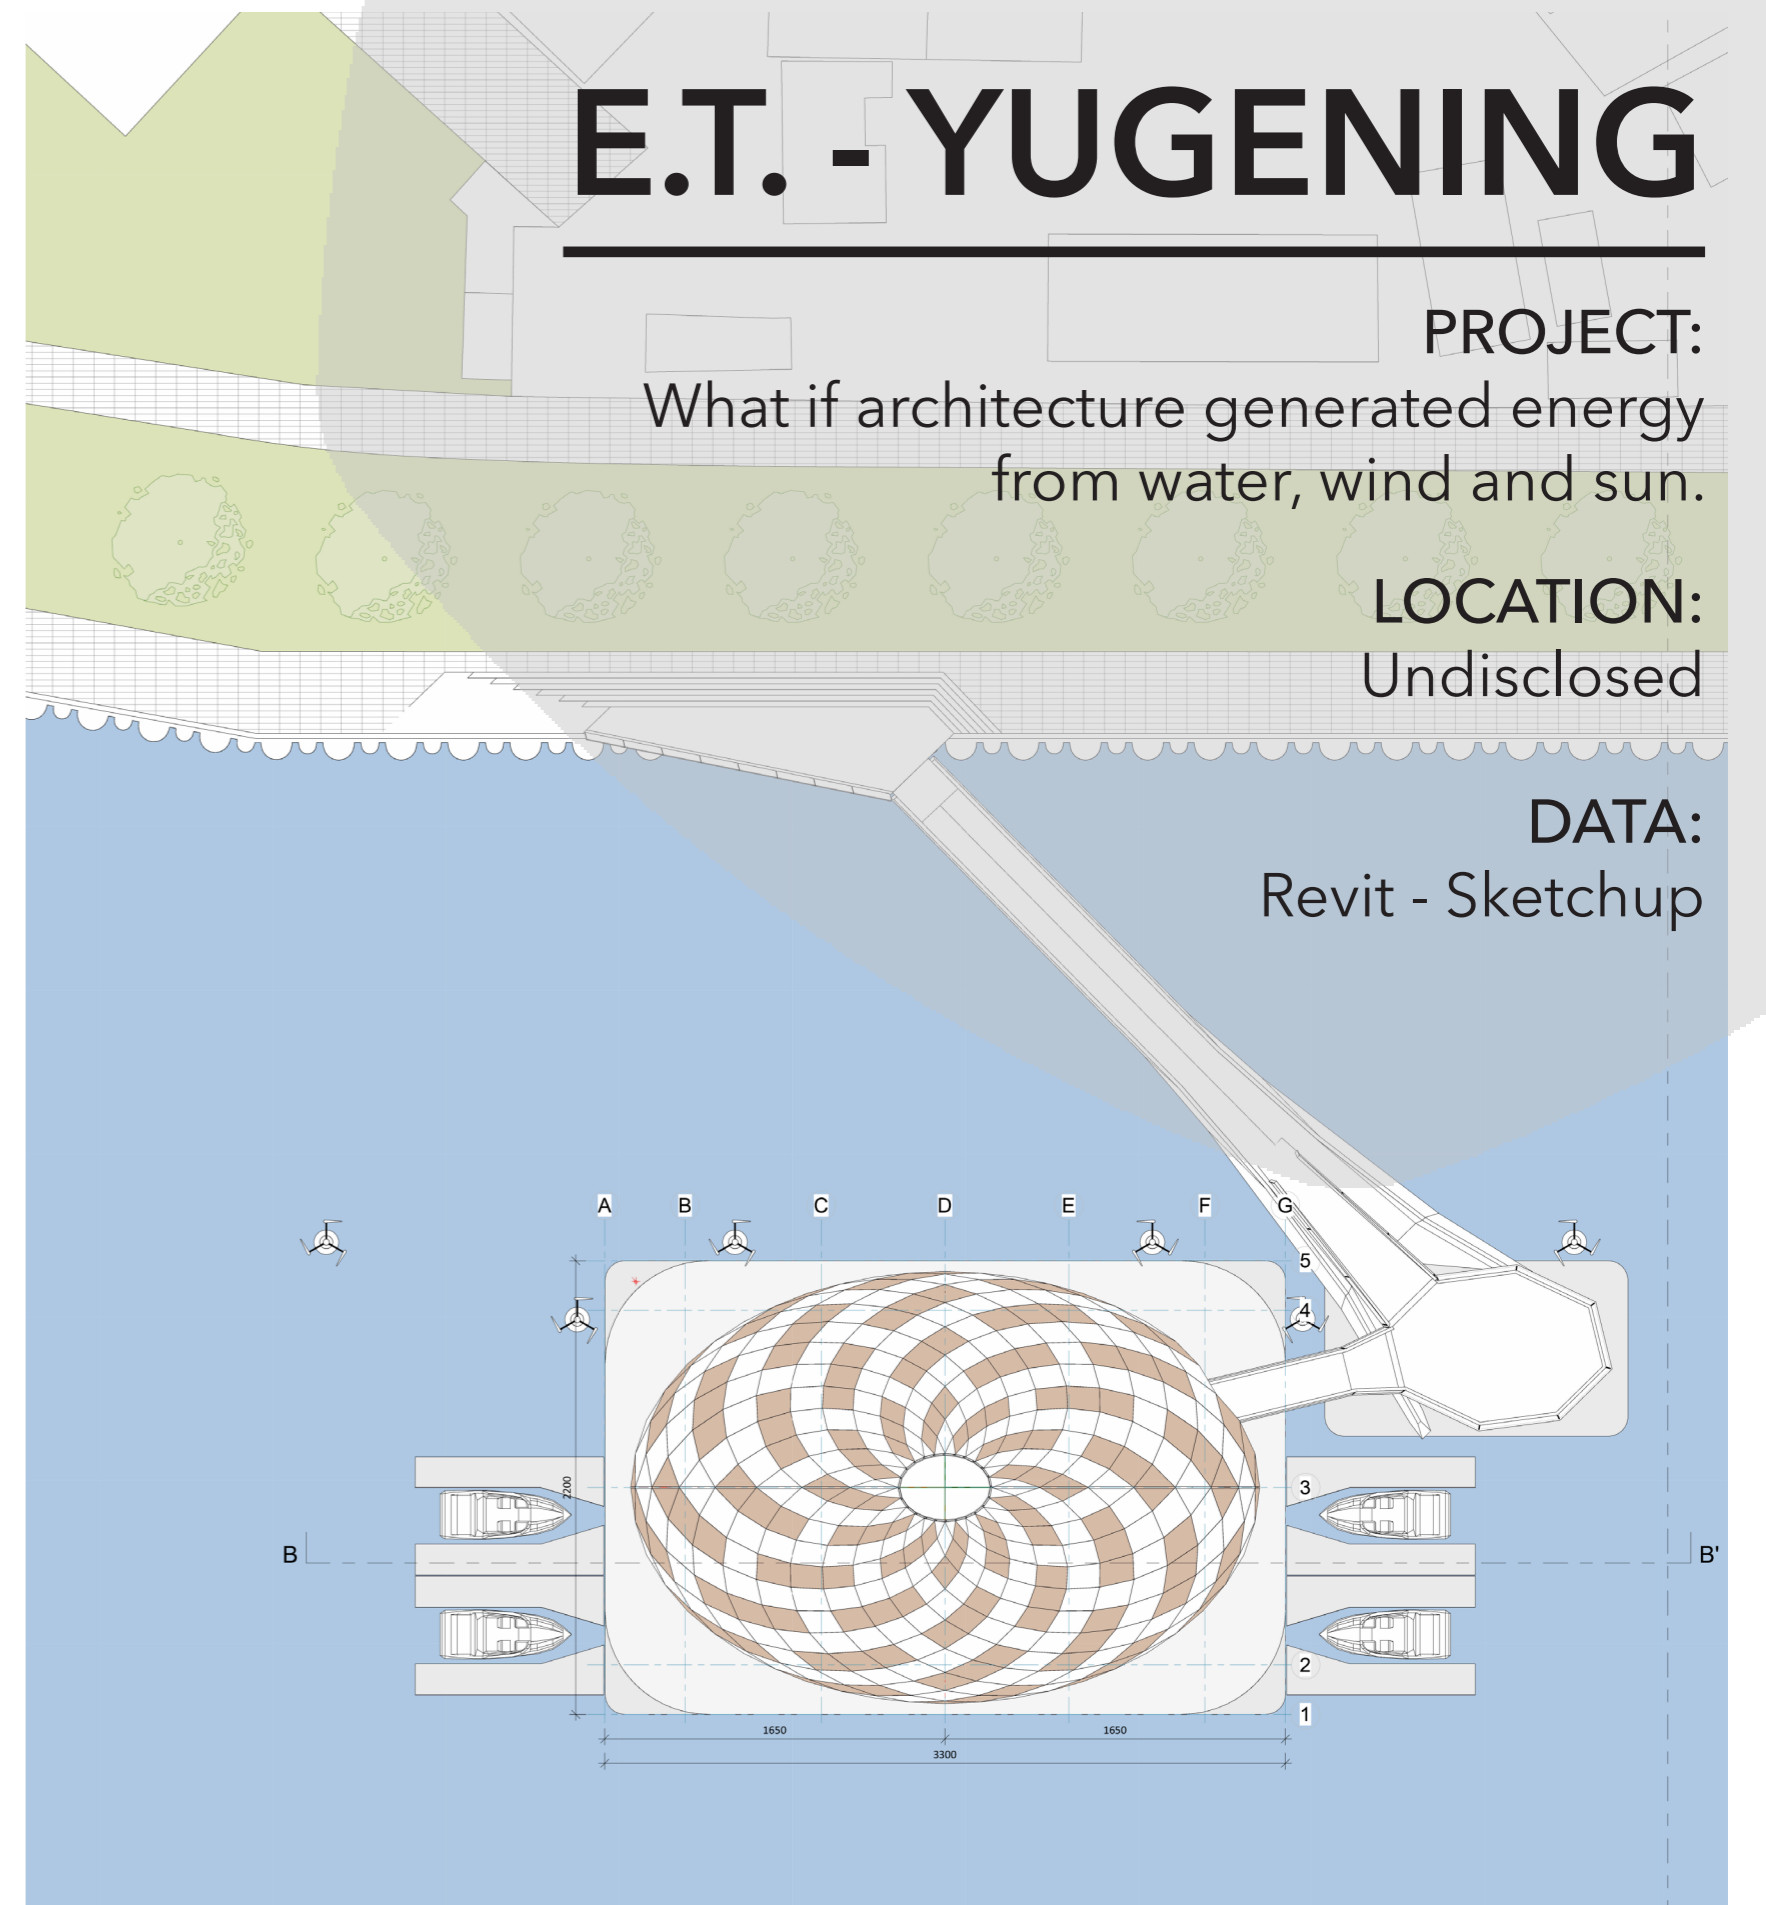 E.T. - YUGENING
PROJECT:
What if architecture generated energy
from water, wind and sun.
LOCATION:
Undisclosed
DATA:
Revit - Sketchup
A B C D E F G
5
4
3
2200
B B'
2
1
1650 1650
3300